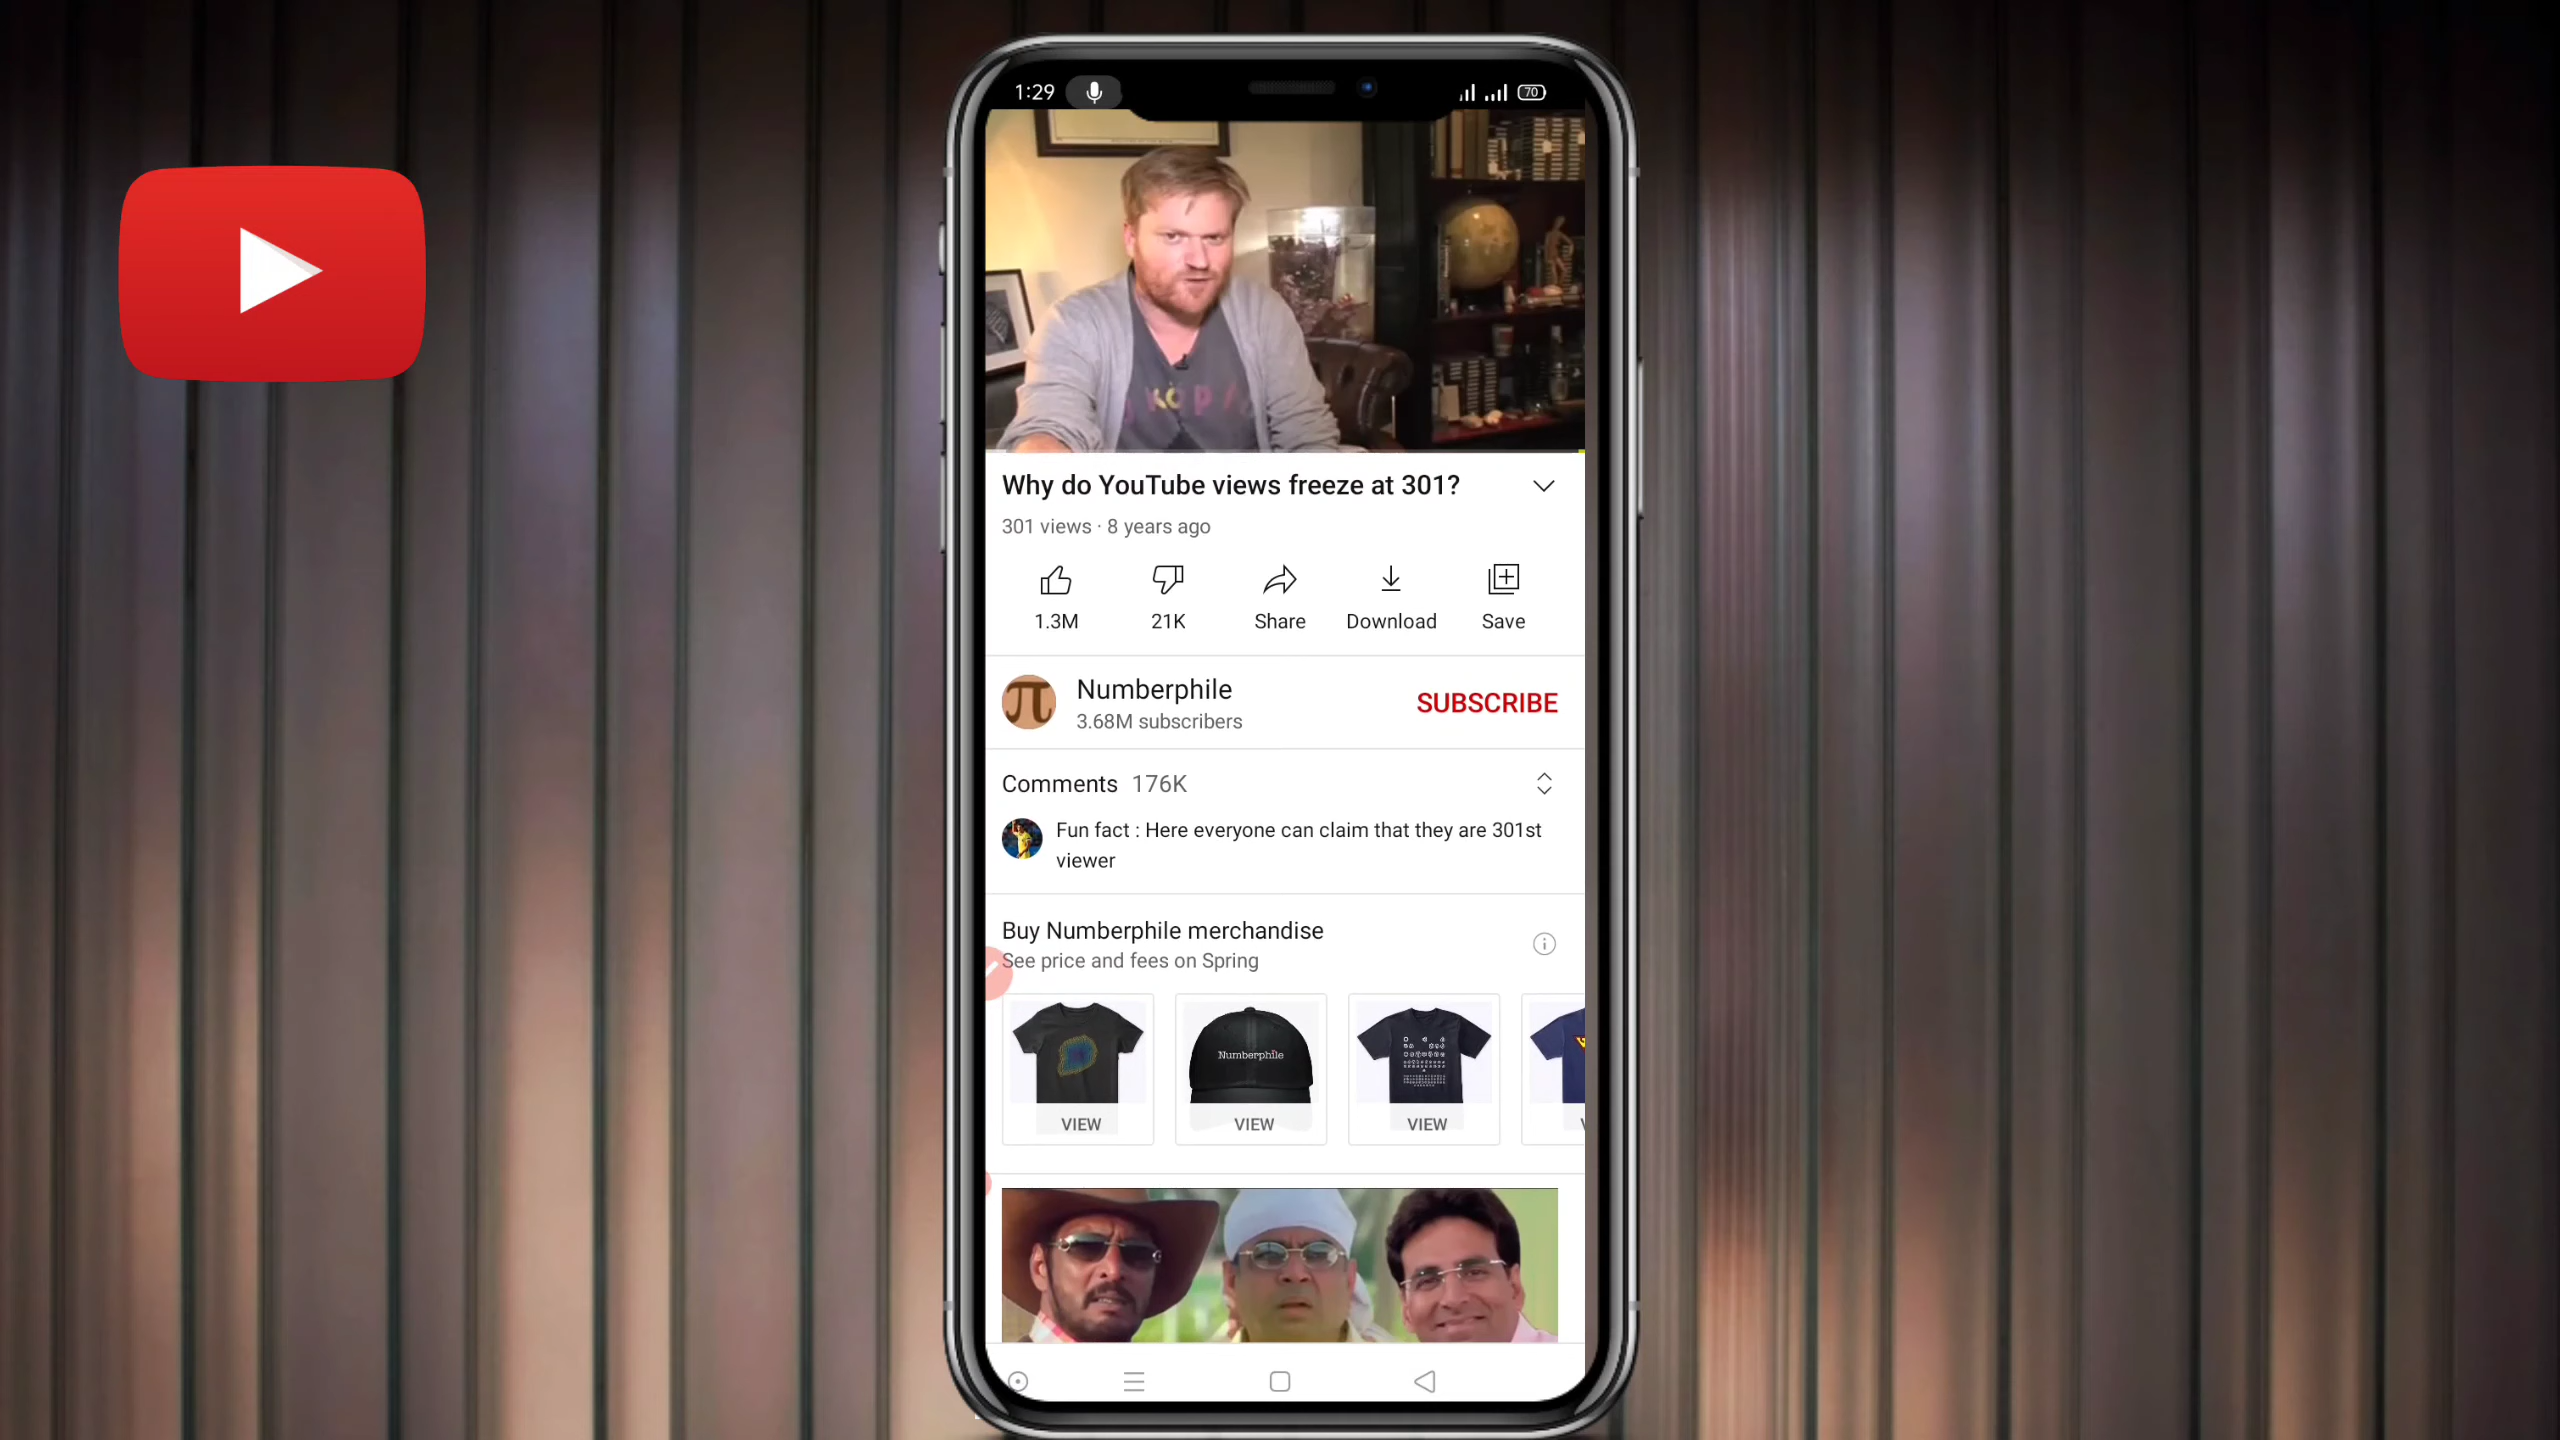 1:29
70
Why do YouTube views freeze at 301?
301 views · 8 years ago
1.3M
21K
Share
Download
Save
Numberphile
3.68M subscribers
SUBSCRIBE
Comments 176K
Fun fact : Here everyone can claim that they are 301st
viewer
Buy Numberphile merchandise
See price and fees on Spring
Numberphile
VIEW
VIEW
VIEW